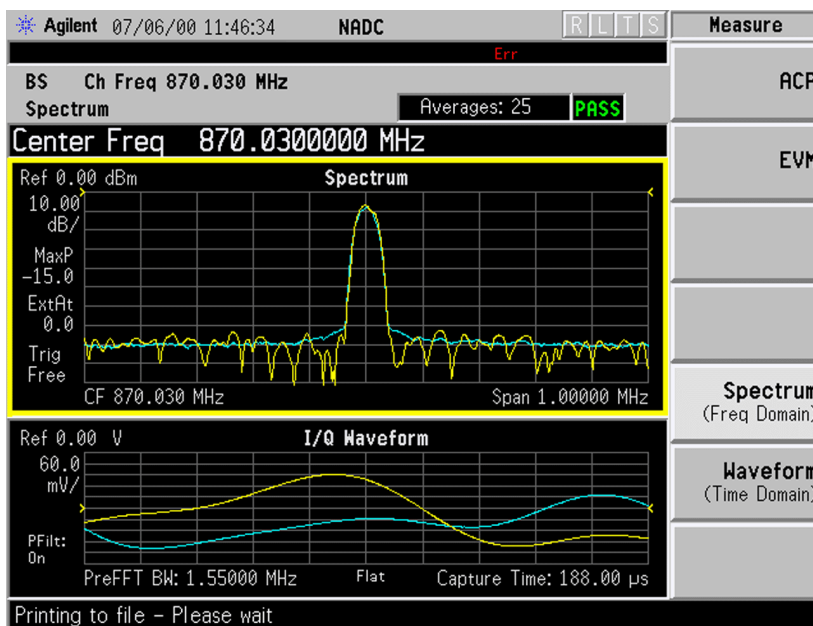 Agilent 07/06/00 11:46:34 NADC R L T S Measure
Err
BS Ch Freq 870.030 MHz
Spectrum Averages: 25 PASS
ACP
Center Freq 870.0300000 MHz
EVM
Ref 0.00 dBm Spectrum
10.00
dB/
MaxP
-15.0
ExtAt
0.0
Trig
Free
CF 870.030 MHz Span 1.00000 MHz
Spectrum
(Freq Domain)
Ref 0.00 V I/Q Waveform
60.0
mV/
Waveform
(Time Domain)
PFilt:
On
PreFFT BW: 1.55000 MHz Flat Capture Time: 188.00 µs
Printing to file – Please wait